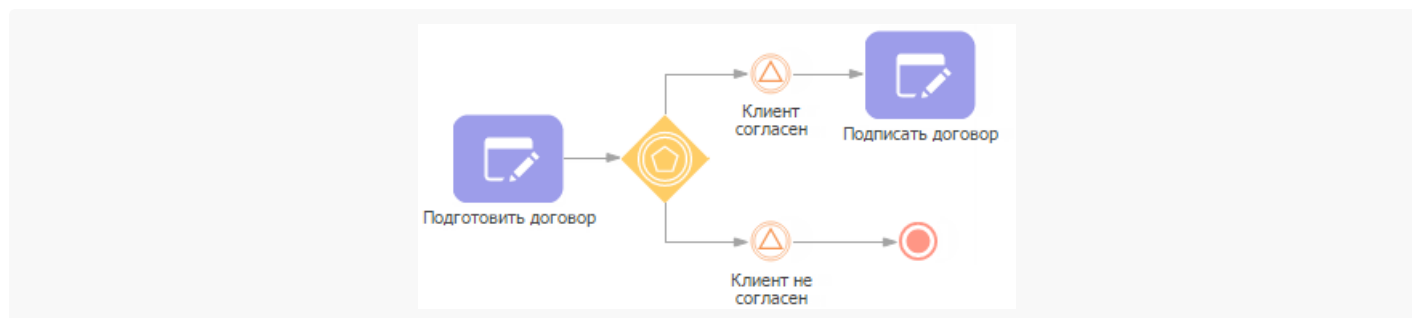 Клиент
согласен
Подписать договор
Подготовить договор
Клиент не
согласен